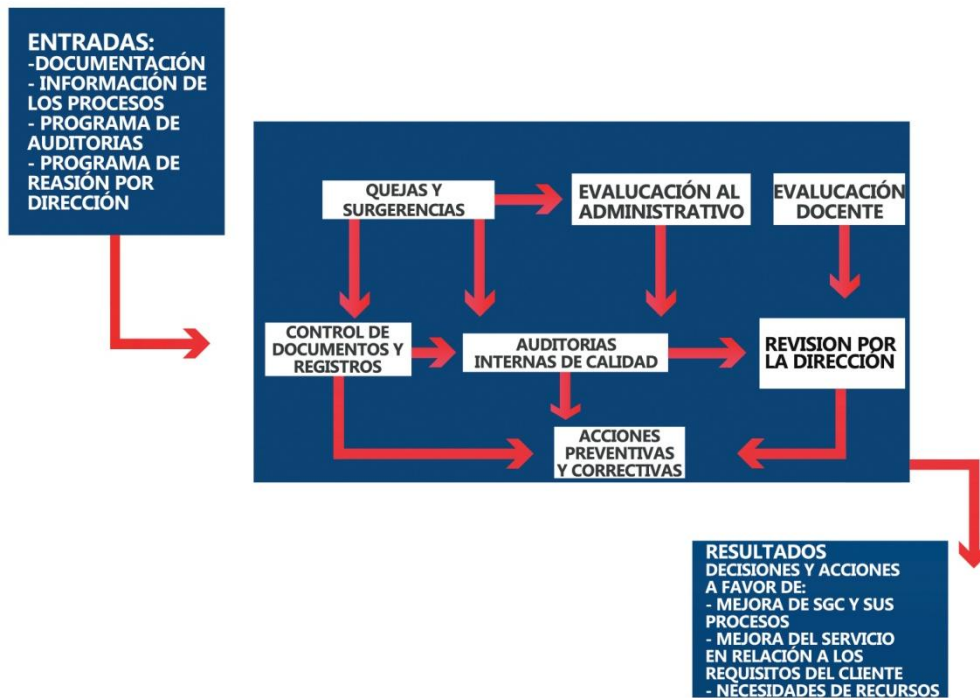 ENTRADAS:
-DOCUMENTACIÓN
- INFORMACIÓN DE
LOS PROCESOS
- PROGRAMA DE
AUDITORIAS
- PROGRAMA DE
REASIÓN POR
DIRECCIÓN
QUEJAS Y
SURGERENCIAS
EVALUCACIÓN AL
ADMINISTRATIVO
EVALUCACIÓN
DOCENTE
CONTROL DE
DOCUMENTOS Y
REGISTROS
AUDITORIAS
INTERNAS DE CALIDAD
REVISION POR
LA DIRECCIÓN
ACCIONES
PREVENTIVAS
Y CORRECTIVAS
RESULTADOS
DECISIONES Y ACCIONES
A FAVOR DE:
- MEJORA DE SGC Y SUS
PROCESOS
- MEJORA DEL SERVICIO
EN RELACIÓN A LOS
REQUISITOS DEL CLIENTE
- NECESIDADES DE RECURSOS